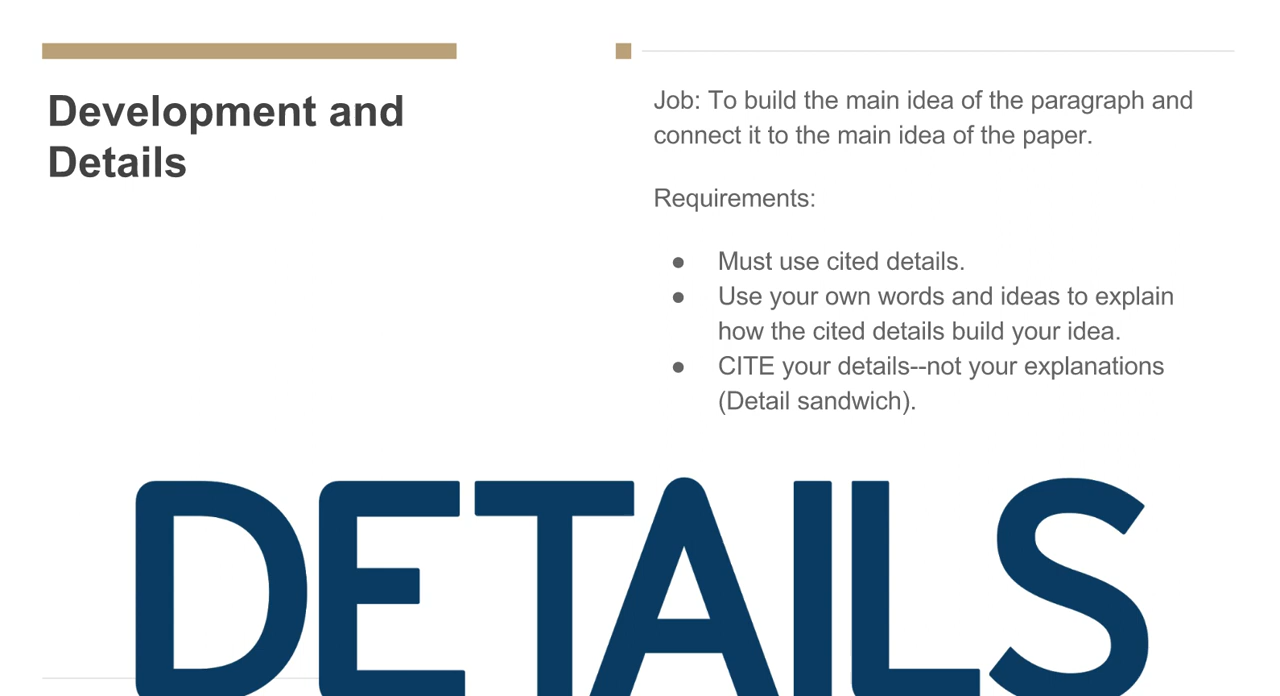 Development and
Details
Job: To build the main idea of the paragraph and
connect it to the main idea of the paper.
Requirements:
● Must use cited details.
● Use your own words and ideas to explain
how the cited details build your idea.
● CITE your details--not your explanations
(Detail sandwich).
DETAILS